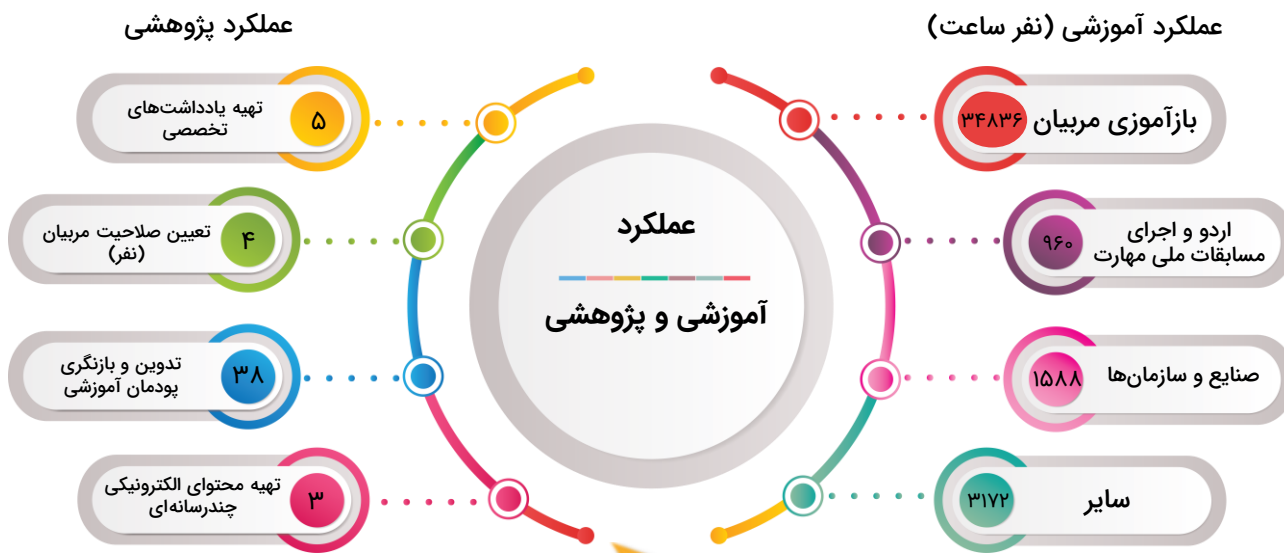 عملکرد آموزشی (نفر ساعت)
بازآموزی مربیان
۳۴۸۳۶
اردو و اجرای
مسابقات ملی مهارت
۹۶۰
صنایع و سازمان‌ها
۱۵۸۸
سایر
۳۱۷۲
عملکرد
آموزشی و پژوهشی
عملکرد پژوهشی
۵
تهیه یادداشت‌های
تخصصی
۴
تعیین صلاحیت مربیان
(نفر)
۳۸
تدوین و بازنگری
پودمان آموزشی
۳
تهیه محتوای الکترونیکی
چندرسانه‌ای